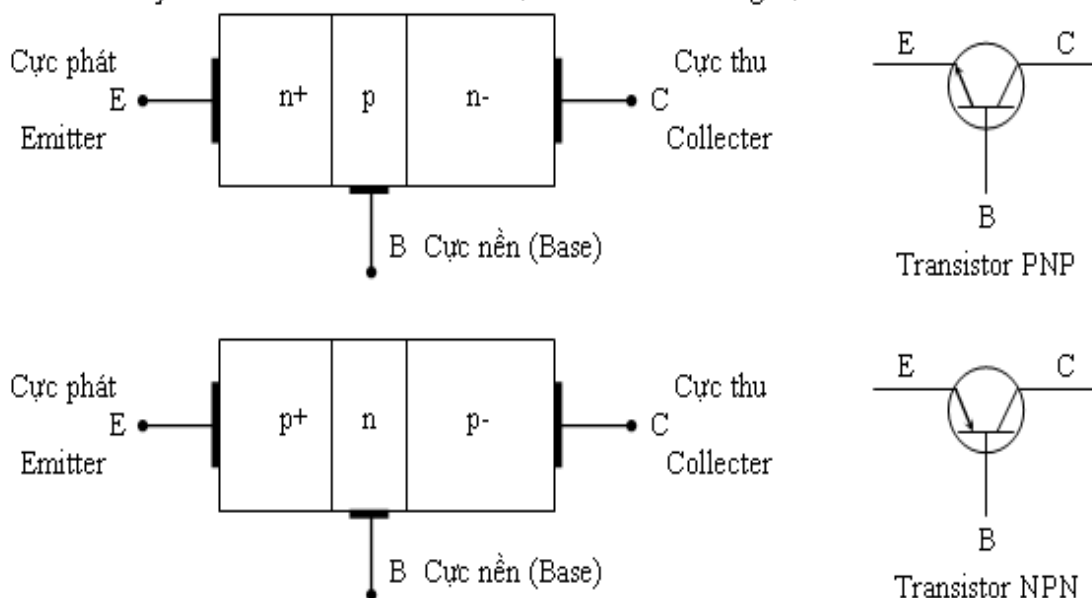 Cực phát
E
Emitter
n+ p n-
Cực thu
C
Collecter
B Cực nền (Base)
E C
B
Transistor PNP
Cực phát
E
Emitter
p+ n p-
Cực thu
C
Collecter
B Cực nền (Base)
E C
B
Transistor NPN